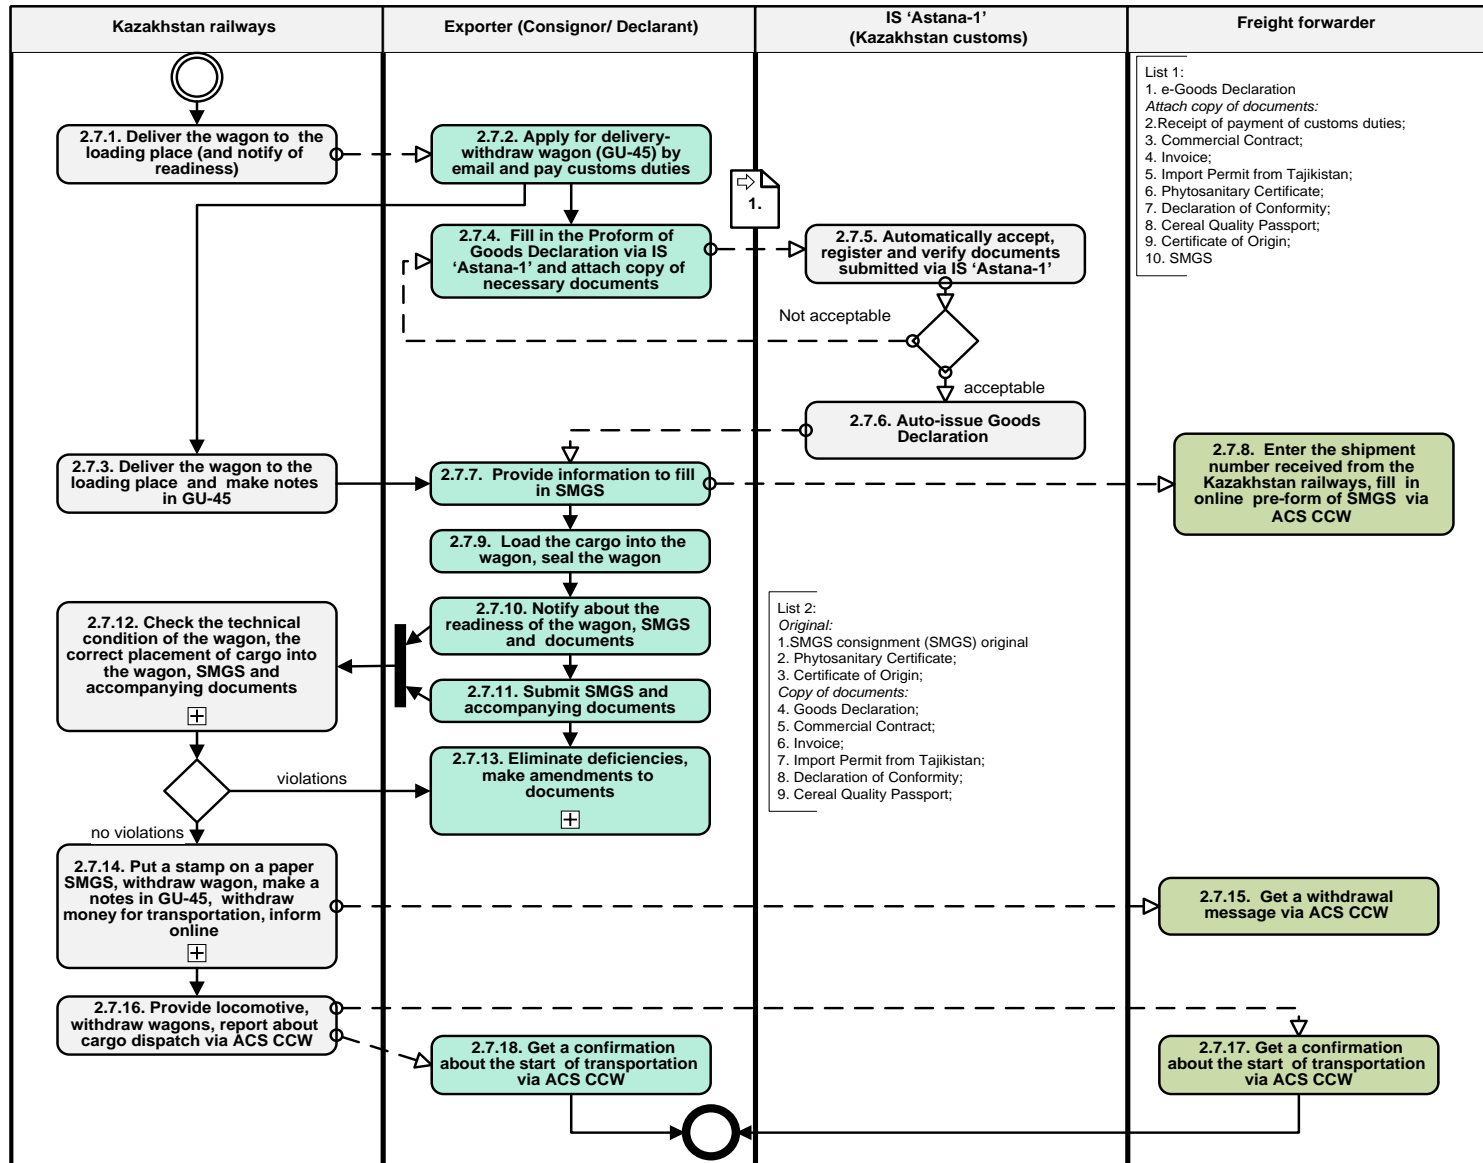 Kazakhstan railways
Exporter (Consignor/ Declarant)
IS ‘Astana-1’
(Kazakhstan customs)
Freight forwarder
List 1:
1. e-Goods Declaration
Attach copy of documents:
2.Receipt of payment of customs duties;
3. Commercial Contract;
4. Invoice;
5. Import Permit from Tajikistan;
6. Phytosanitary Certificate;
7. Declaration of Conformity;
8. Cereal Quality Passport;
9. Certificate of Origin;
10. SMGS
2.7.1. Deliver the wagon to the
loading place (and notify of
readiness)
2.7.2. Apply for delivery-
withdraw wagon (GU-45) by
email and pay customs duties
1.
2.7.4. Fill in the Proform of
Goods Declaration via IS
‘Astana-1’ and attach copy of
necessary documents
2.7.5. Automatically accept,
register and verify documents
submitted via IS ‘Astana-1’
Not acceptable
acceptable
2.7.6. Auto-issue Goods
Declaration
2.7.3. Deliver the wagon to the
loading place and make notes
in GU-45
2.7.7. Provide information to fill
in SMGS
2.7.8. Enter the shipment
number received from the
Kazakhstan railways, fill in
online pre-form of SMGS via
ACS CCW
2.7.9. Load the cargo into the
wagon, seal the wagon
2.7.10. Notify about the
readiness of the wagon, SMGS
and documents
2.7.12. Check the technical
condition of the wagon, the
correct placement of cargo into
the wagon, SMGS and
accompanying documents
2.7.11. Submit SMGS and
accompanying documents
List 2:
Original:
1.SMGS consignment (SMGS) original
2. Phytosanitary Certificate;
3. Certificate of Origin;
Copy of documents:
4. Goods Declaration;
5. Commercial Contract;
6. Invoice;
7. Import Permit from Tajikistan;
8. Declaration of Conformity;
9. Cereal Quality Passport;
violations
2.7.13. Eliminate deficiencies,
make amendments to
documents
no violations
2.7.14. Put a stamp on a paper
SMGS, withdraw wagon, make a
notes in GU-45, withdraw
money for transportation, inform
online
2.7.15. Get a withdrawal
message via ACS CCW
2.7.16. Provide locomotive,
withdraw wagons, report about
cargo dispatch via ACS CCW
2.7.18. Get a confirmation
about the start of transportation
via ACS CCW
2.7.17. Get a confirmation
about the start of transportation
via ACS CCW